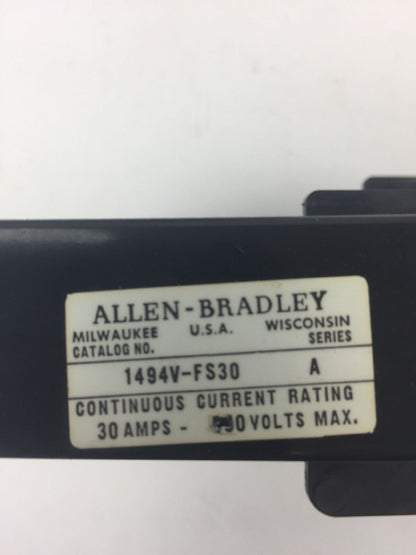 ALLEN-BRADLEY
MILWAUKEE U.S.A. WISCONSIN
CATALOG NO. SERIES
1494V-FS30 A
CONTINUOUS CURRENT RATING
30 AMPS - VOLTS MAX.